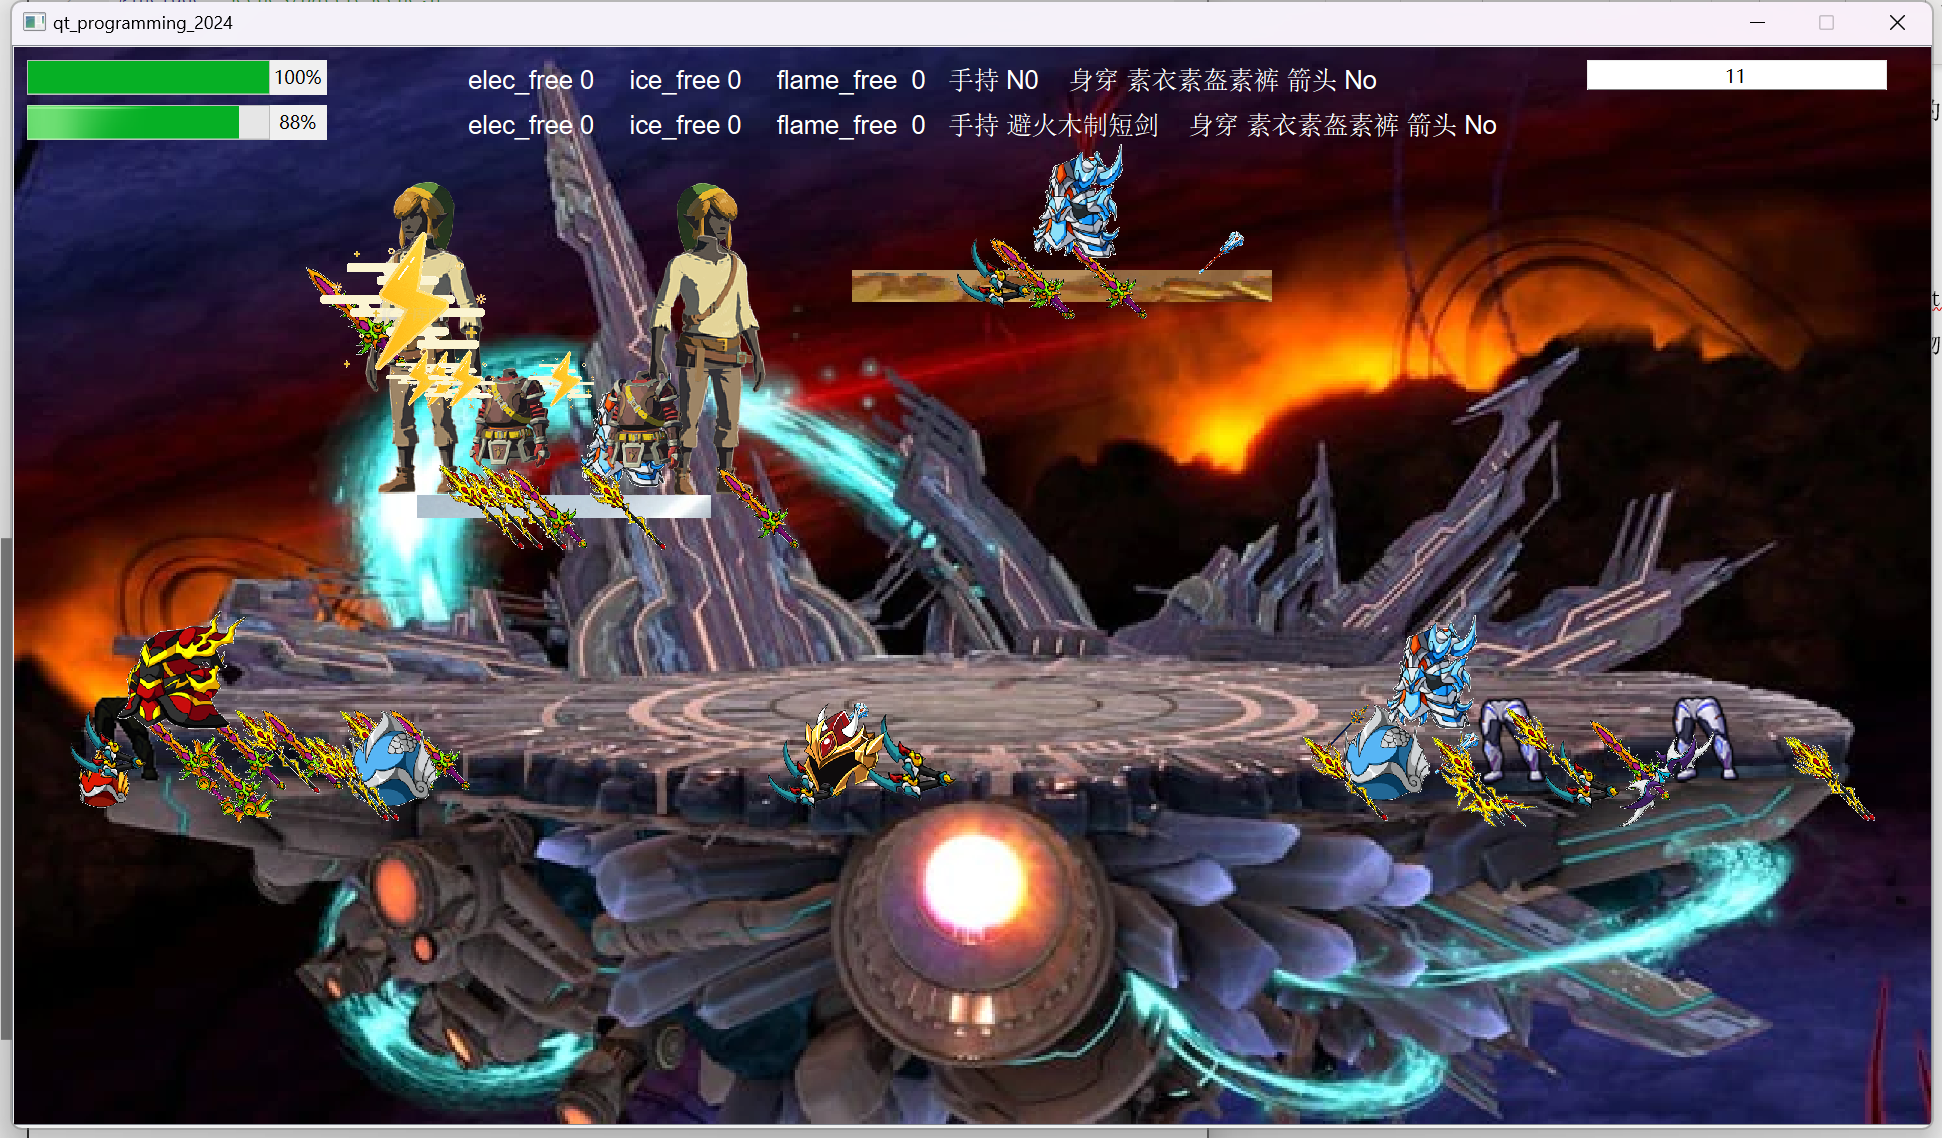 qt_programming_2024
100% elec_free 0 ice_free 0 flame_free 0 手持 N0 身穿 素衣素盔素裤 箭头 No 11
88% elec_free 0 ice_free 0 flame_free 0 手持 避火木制短剑 身穿 素衣素盔素裤 箭头 No